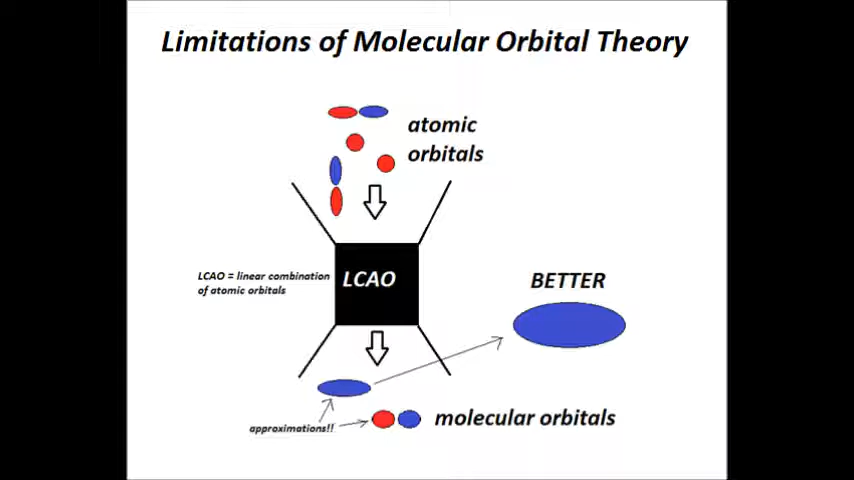 Limitations of Molecular Orbital Theory
atomic
orbitals
LCAO
LCAO = linear combination
of atomic orbitals
BETTER
approximations!!
molecular orbitals